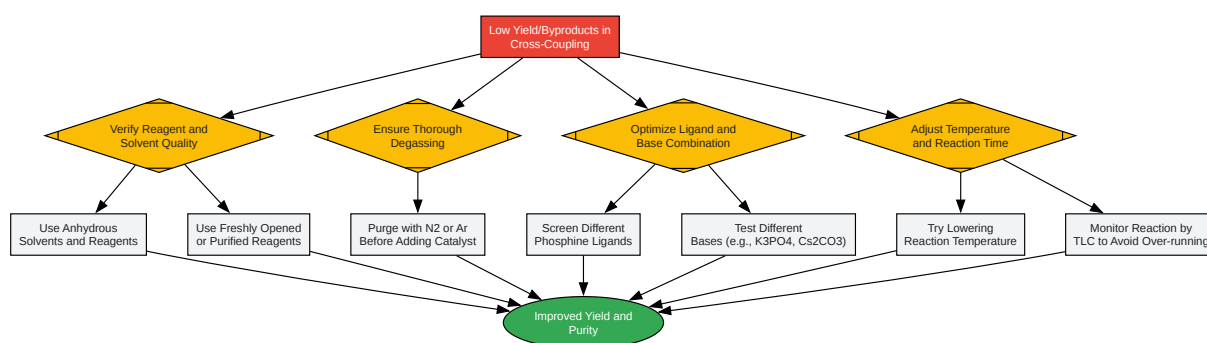 Low Yield/Byproducts in
Cross-Coupling
Verify Reagent and
Solvent Quality
Ensure Thorough
Degassing
Optimize Ligand and
Base Combination
Adjust Temperature
and Reaction Time
Use Anhydrous
Solvents and Reagents
Use Freshly Opened
or Purified Reagents
Purge with N2 or Ar
Before Adding Catalyst
Screen Different
Phosphine Ligands
Test Different
Bases (e.g., K3PO4, Cs2CO3)
Try Lowering
Reaction Temperature
Monitor Reaction by
TLC to Avoid Over-running
Improved Yield and
Purity